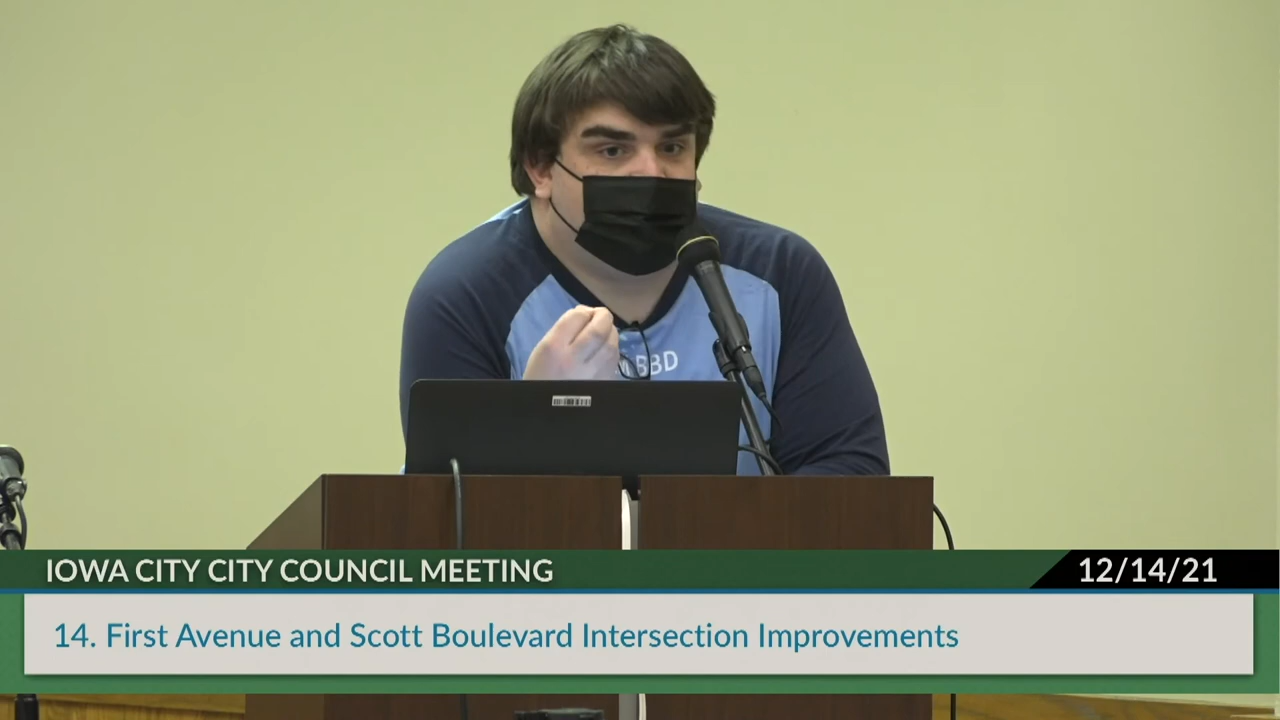 IOWA CITY CITY COUNCIL MEETING
12/14/21
14. First Avenue and Scott Boulevard Intersection Improvements